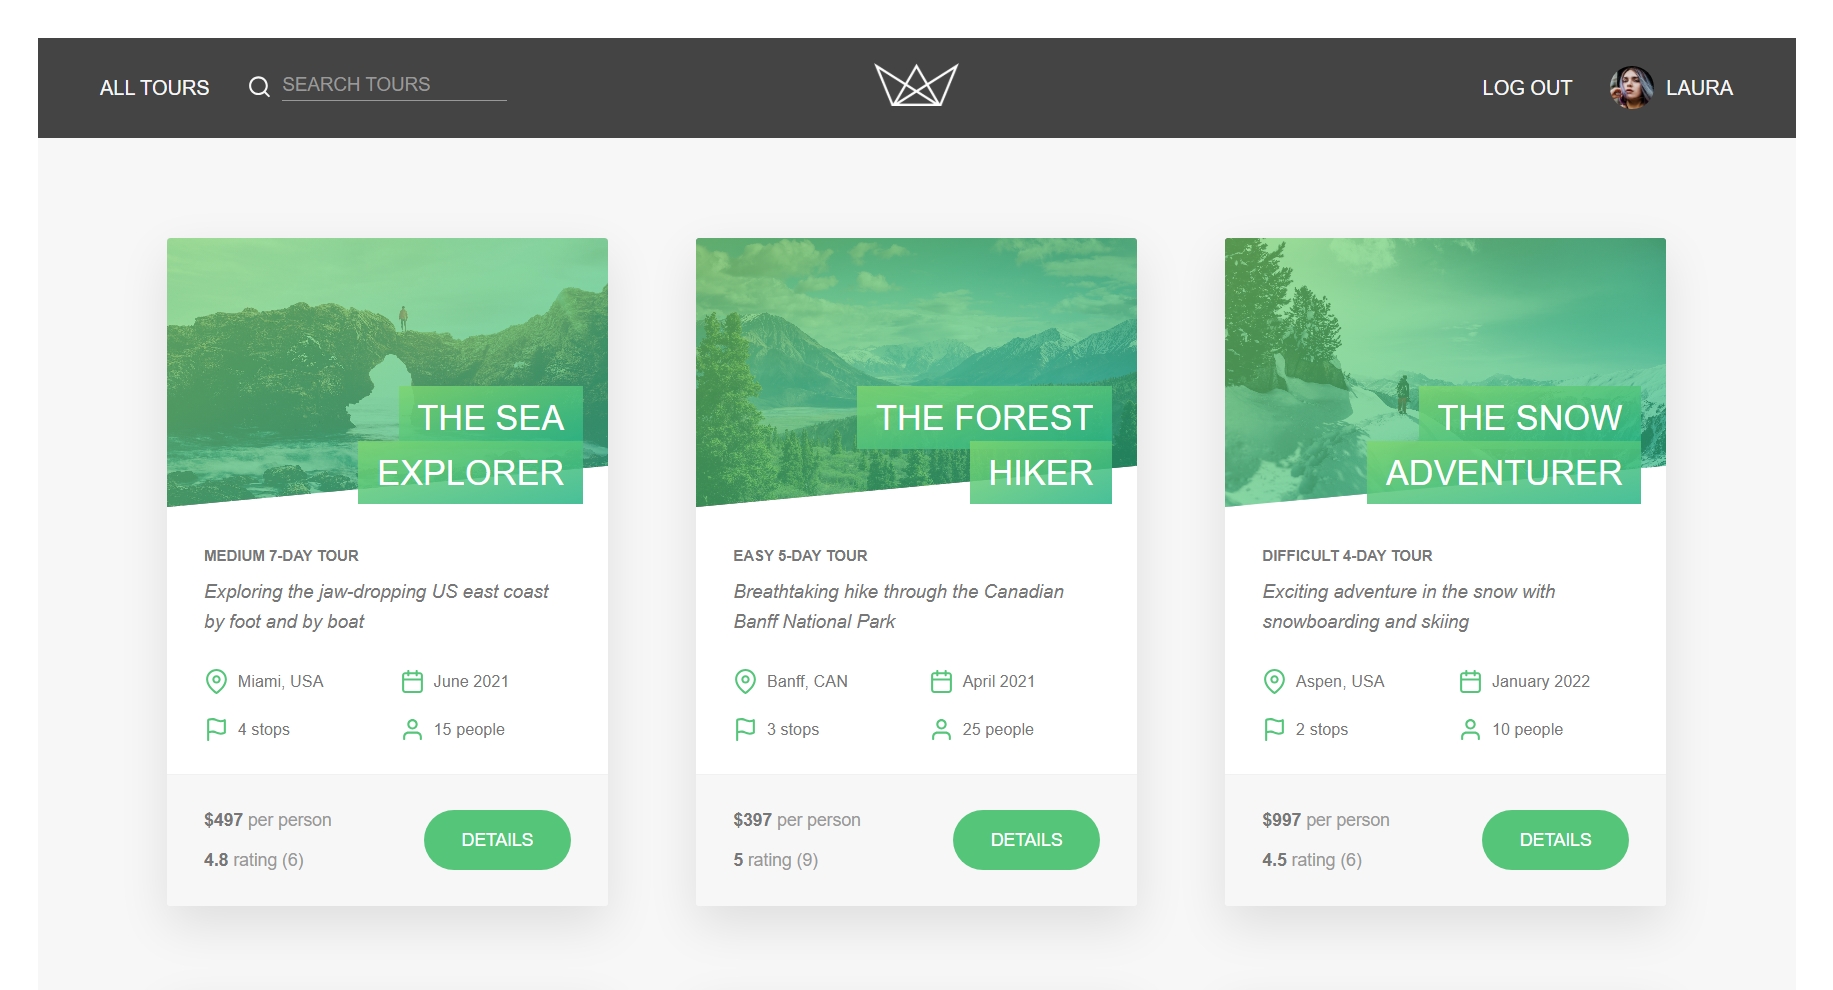 ALL TOURS
SEARCH TOURS
LOG OUT
LAURA
THE SEA
EXPLORER
MEDIUM 7-DAY TOUR
Exploring the jaw-dropping US east coast
by foot and by boat
Miami, USA
June 2021
4 stops
15 people
$497 per person
4.8 rating (6)
DETAILS
THE FOREST
HIKER
EASY 5-DAY TOUR
Breathtaking hike through the Canadian
Banff National Park
Banff, CAN
April 2021
3 stops
25 people
$397 per person
5 rating (9)
DETAILS
THE SNOW
ADVENTURER
DIFFICULT 4-DAY TOUR
Exciting adventure in the snow with
snowboarding and skiing
Aspen, USA
January 2022
2 stops
10 people
$997 per person
4.5 rating (6)
DETAILS